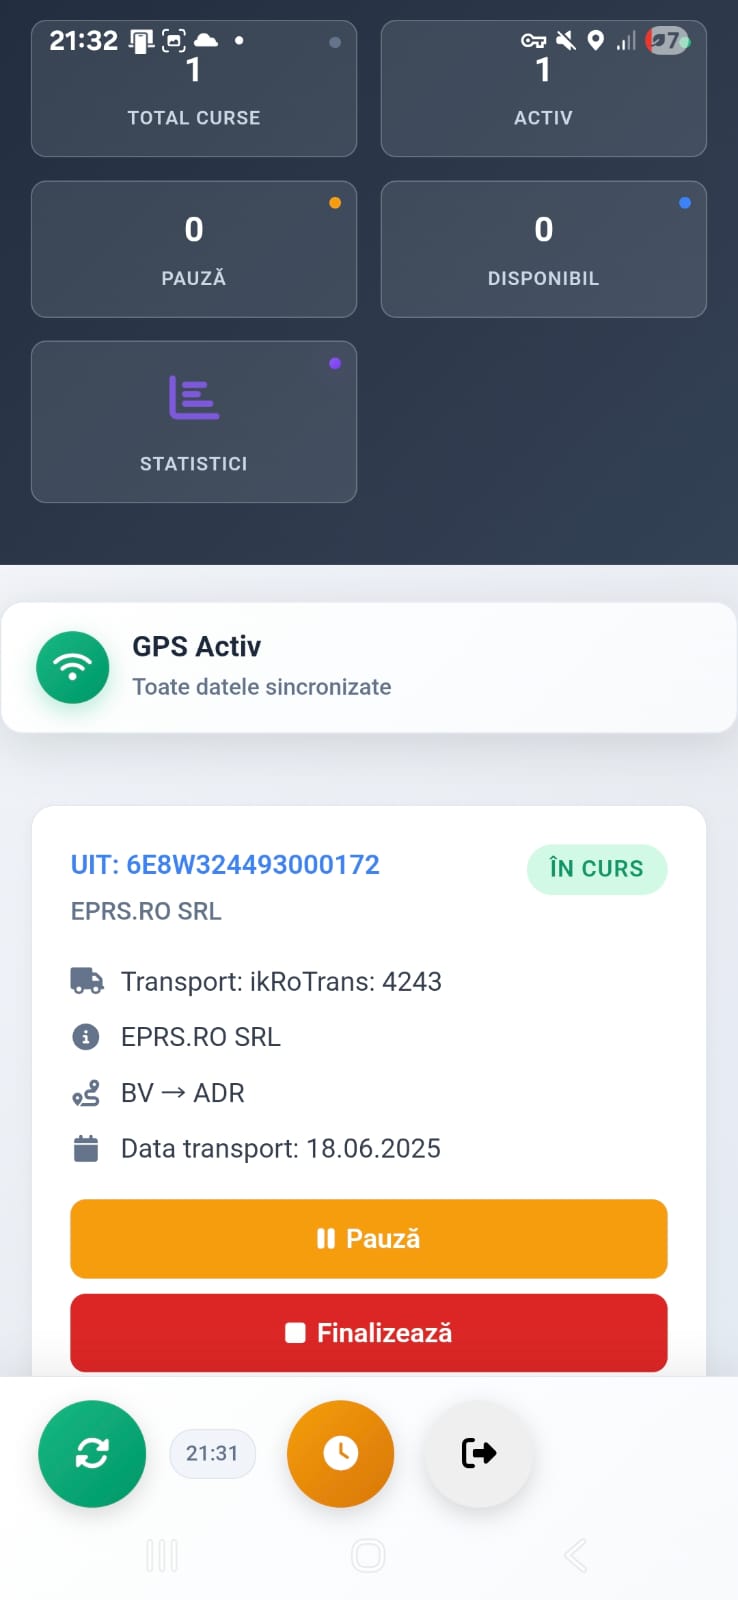 21:32
7
1
TOTAL CURSE
1
ACTIV
0
PAUZĂ
0
DISPONIBIL
STATISTICI
GPS Activ
Toate datele sincronizate
UIT: 6E8W324493000172
ÎN CURS
EPRS.RO SRL
Transport: ikRoTrans: 4243
EPRS.RO SRL
BV → ADR
Data transport: 18.06.2025
Pauză
Finalizează
21:31